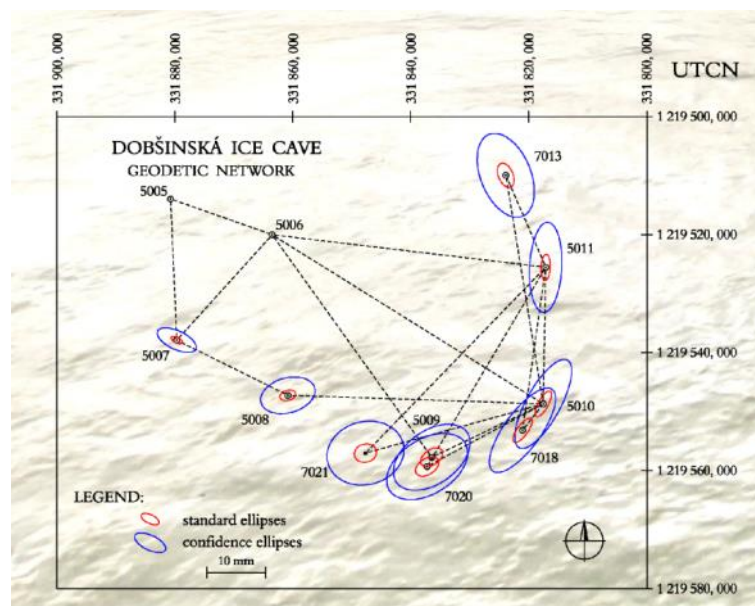 331 900, 000
331 880, 000
331 860, 000
331 840, 000
331 820, 000
331 800, 000
UTCN
1 219 500, 000
DOBŠINSKÁ ICE CAVE
GEODETIC NETWORK
7013
5005
5006
5011
1 219 520, 000
5007
1 219 540, 000
5008
5009
5010
7021
7018
7020
1 219 560, 000
LEGEND:
standard ellipses
confidence ellipses
10 mm
1 219 580, 000